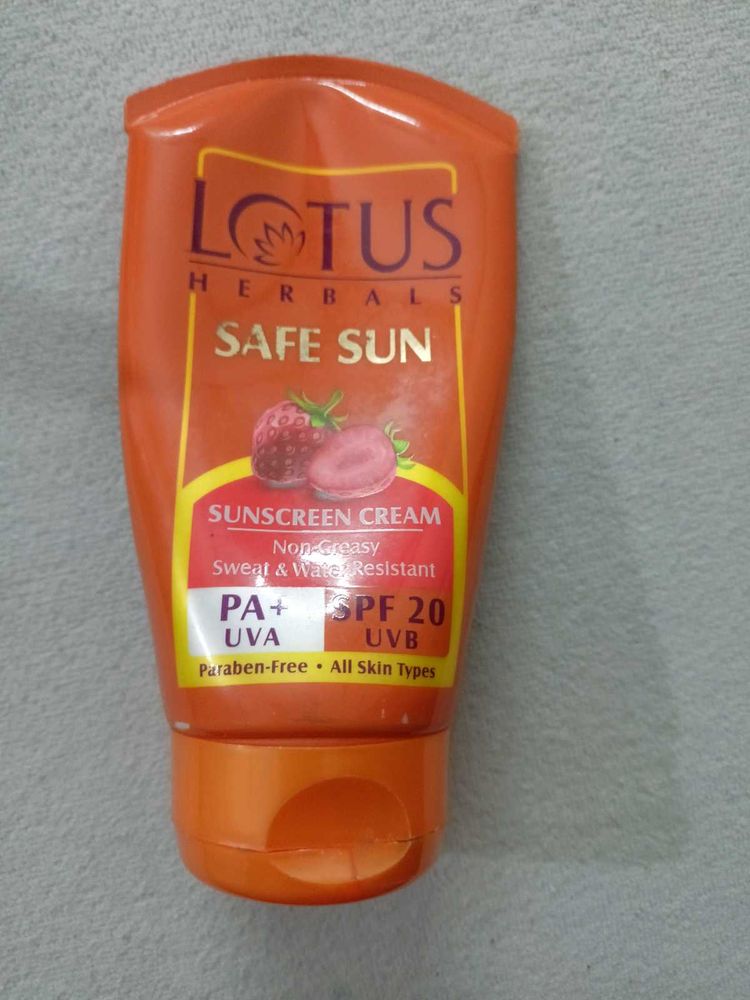 LOTUS
HERBALS
SAFE SUN
SUNSCREEN CREAM
Non-Greasy
Sweat & Water Resistant
PA+ SPF 20
UVA UVB
Paraben-Free • All Skin Types